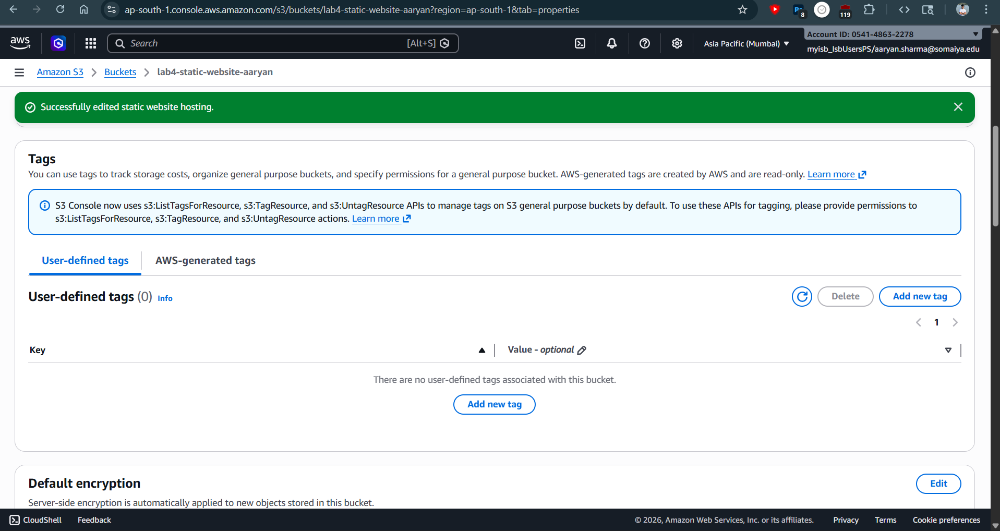 ap-south-1.console.aws.amazon.com/s3/buckets/lab4-static-website-aaryan?region=ap-south-1&tab=properties
8
119
aws
Search
[Alt+S]
Asia Pacific (Mumbai)
Account ID: 0541-4863-2278
myisb_IsbUsersPS/aaryan.sharma@somaiya.edu
Amazon S3 > Buckets > lab4-static-website-aaryan
Successfully edited static website hosting.
Tags
You can use tags to track storage costs, organize general purpose buckets, and specify permissions for a general purpose bucket. AWS-generated tags are created by AWS and are read-only. Learn more
S3 Console now uses s3:ListTagsForResource, s3:TagResource, and s3:UntagResource APIs to manage tags on S3 general purpose buckets by default. To use these APIs for tagging, please provide permissions to
s3:ListTagsForResource, s3:TagResource, and s3:UntagResource actions. Learn more
User-defined tags
AWS-generated tags
User-defined tags (0) Info
Delete
Add new tag
1
Key
Value - optional
There are no user-defined tags associated with this bucket.
Add new tag
Default encryption
Edit
Server-side encryption is automatically applied to new objects stored in this bucket.
CloudShell
Feedback
© 2026, Amazon Web Services, Inc. or its affiliates.
Privacy
Terms
Cookie preferences